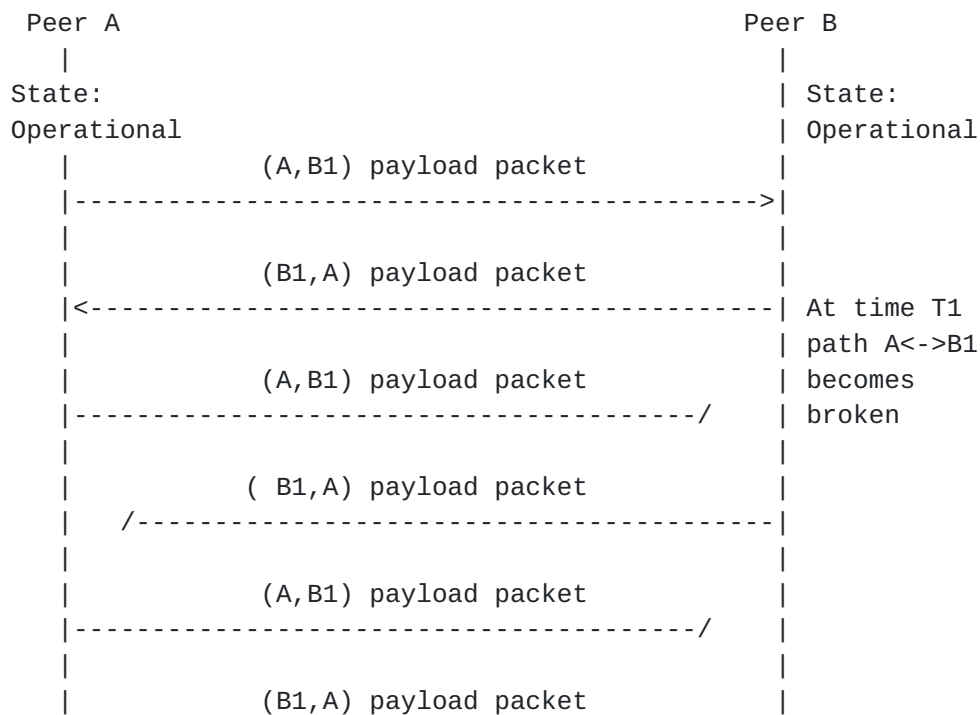 Peer A                                        Peer B
   |                                             |
State:                                           | State:
Operational                                      | Operational
   |            (A,B1) payload packet            |
   |-------------------------------------------->|
   |                                             |
   |            (B1,A) payload packet            |
   |<--------------------------------------------| At time T1
   |                                             | path A<->B1
   |            (A,B1) payload packet            | becomes
   |----------------------------------------/    | broken
   |                                             |
   |           ( B1,A) payload packet            |
   |   /-----------------------------------------|
   |                                             |
   |            (A,B1) payload packet            |
   |----------------------------------------/    |
   |                                             |
   |            (B1,A) payload packet            |